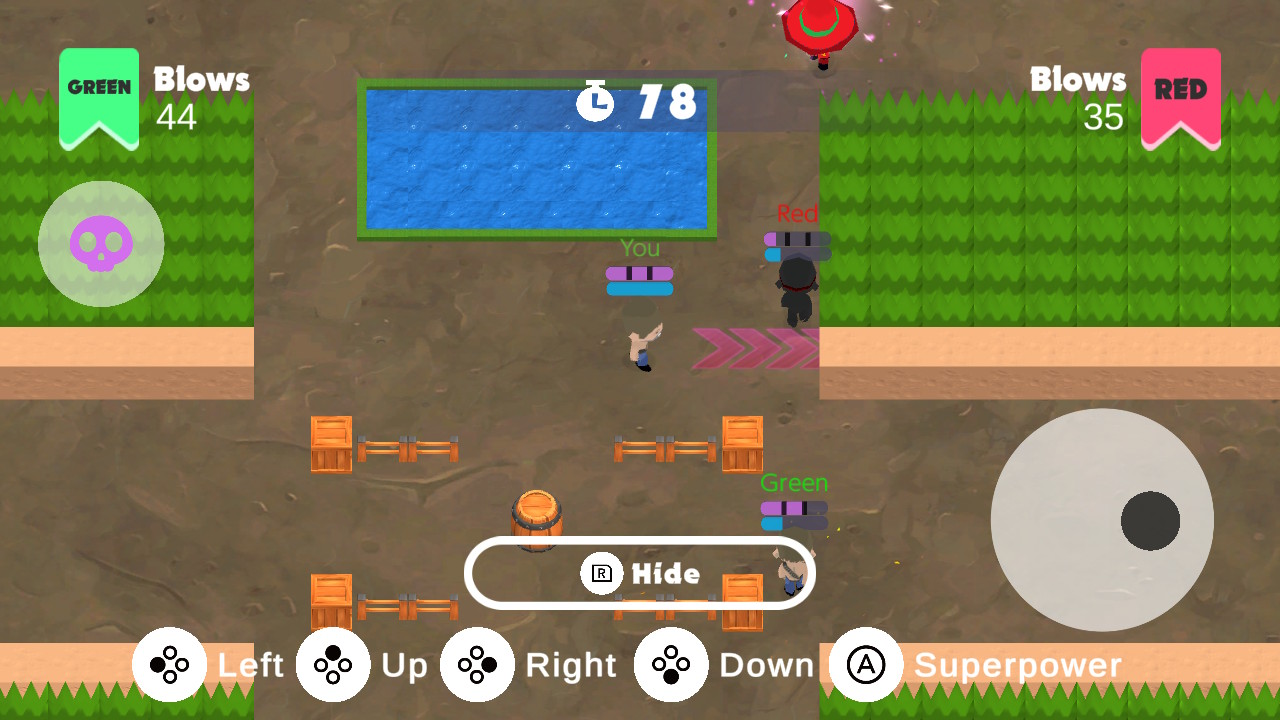 GREEN
Blows
44
78
Blows
35
RED
Red
You
Green
R Hide
Left
Up
Right
Down
A Superpower